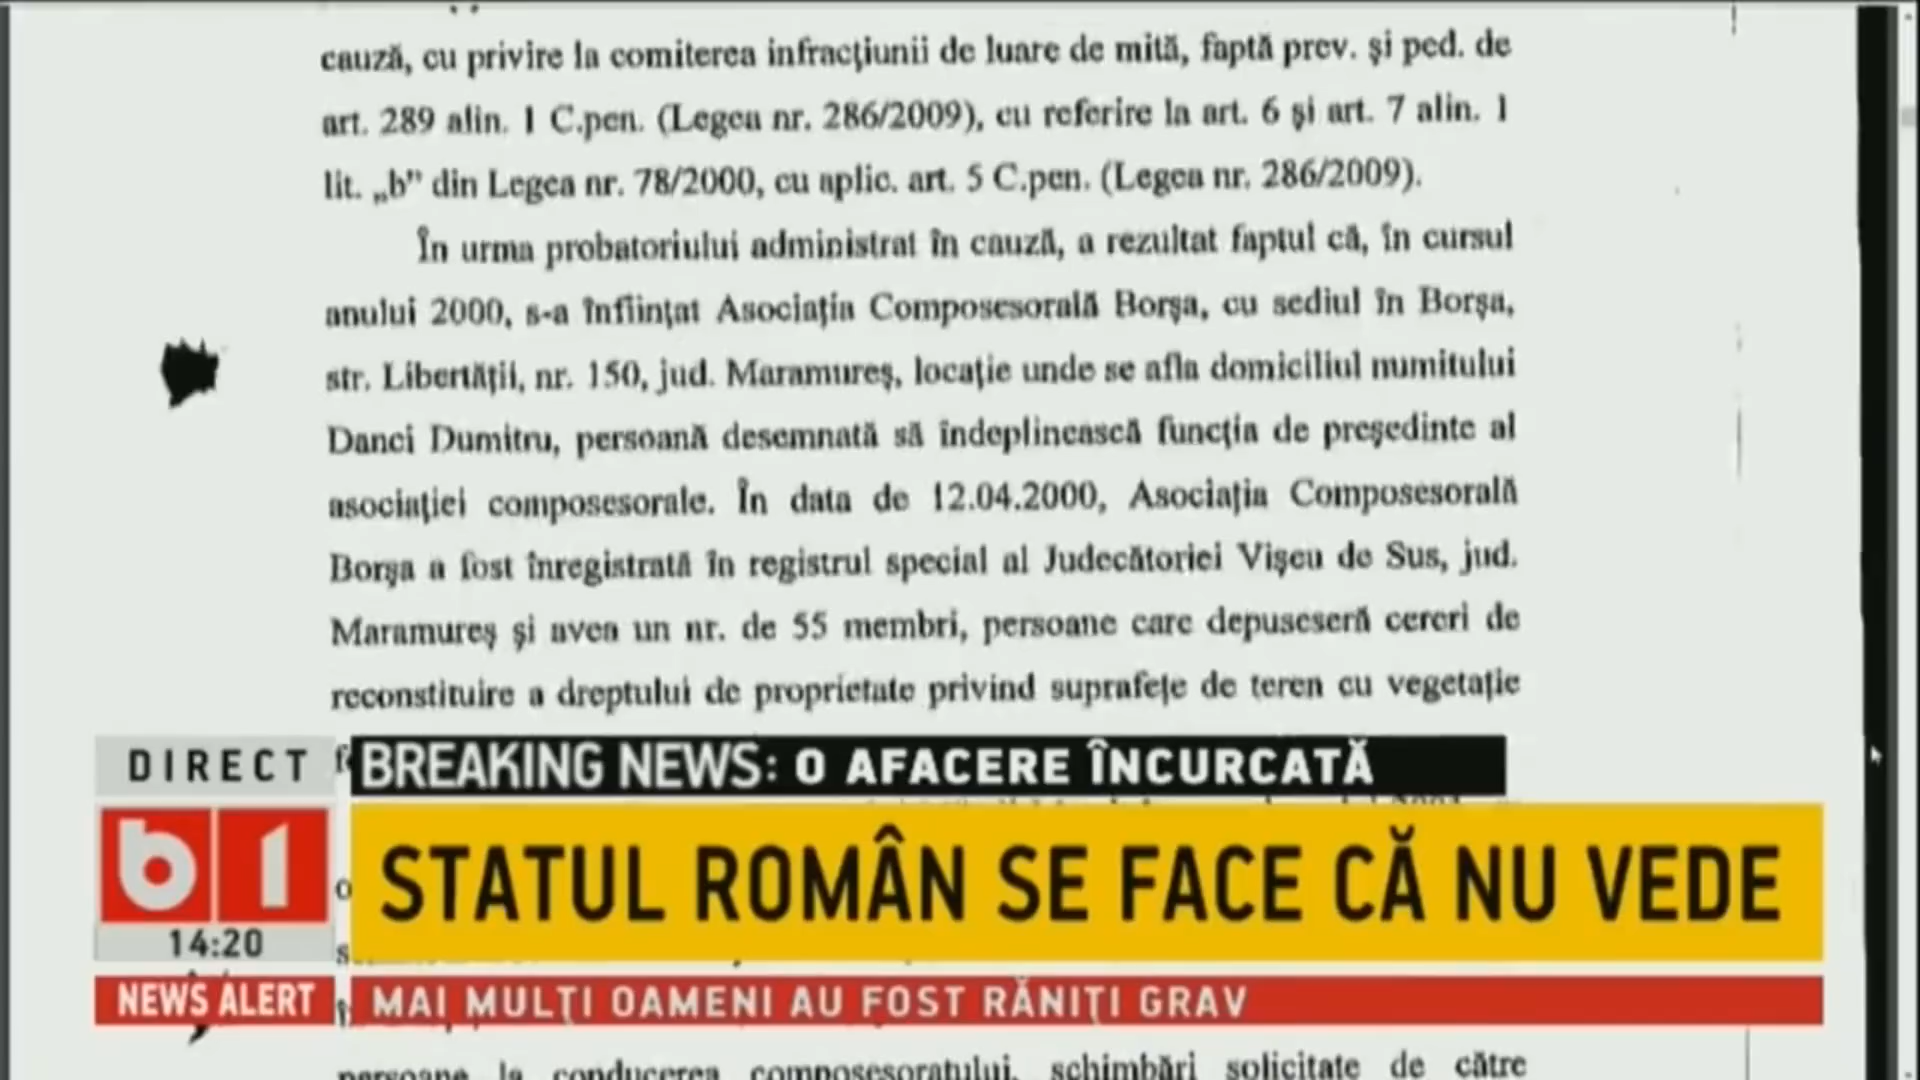 cauză, cu privire la comiterea infracţiunii de luare de mită, faptă prev. şi ped. de
art. 289 alin. 1 C.pen. (Legea nr. 286/2009), cu referire la art. 6 şi art. 7 alin. 1
lit. „b” din Legea nr. 78/2000, cu aplic. art. 5 C.pen. (Legea nr. 286/2009).
În urma probatoriului administrat în cauză, a rezultat faptul că, în cursul
anului 2000, s-a înfiinţat Asociaţia Composesorală Borşa, cu sediul în Borşa,
str. Libertăţii, nr. 150, jud. Maramureş, locaţie unde se afla domiciliul numitului
Danci Dumitru, persoană desemnată să îndeplinească funcţia de preşedinte al
asociaţiei composesorale. În data de 12.04.2000, Asociaţia Composesorală
Borşa a fost înregistrată în registrul special al Judecătoriei Vişeu de Sus, jud.
Maramureş şi avea un nr. de 55 membri, persoane care depuseseră cereri de
reconstituire a dreptului de proprietate privind suprafeţe de teren cu vegetaţie
DIRECT
BREAKING NEWS: O AFACERE ÎNCURCATĂ
b1
STATUL ROMÂN SE FACE CĂ NU VEDE
14:20
NEWS ALERT
MAI MULŢI OAMENI AU FOST RĂNIŢI GRAV
persoane la conducerea composesoratului, schimbări solicitate de către